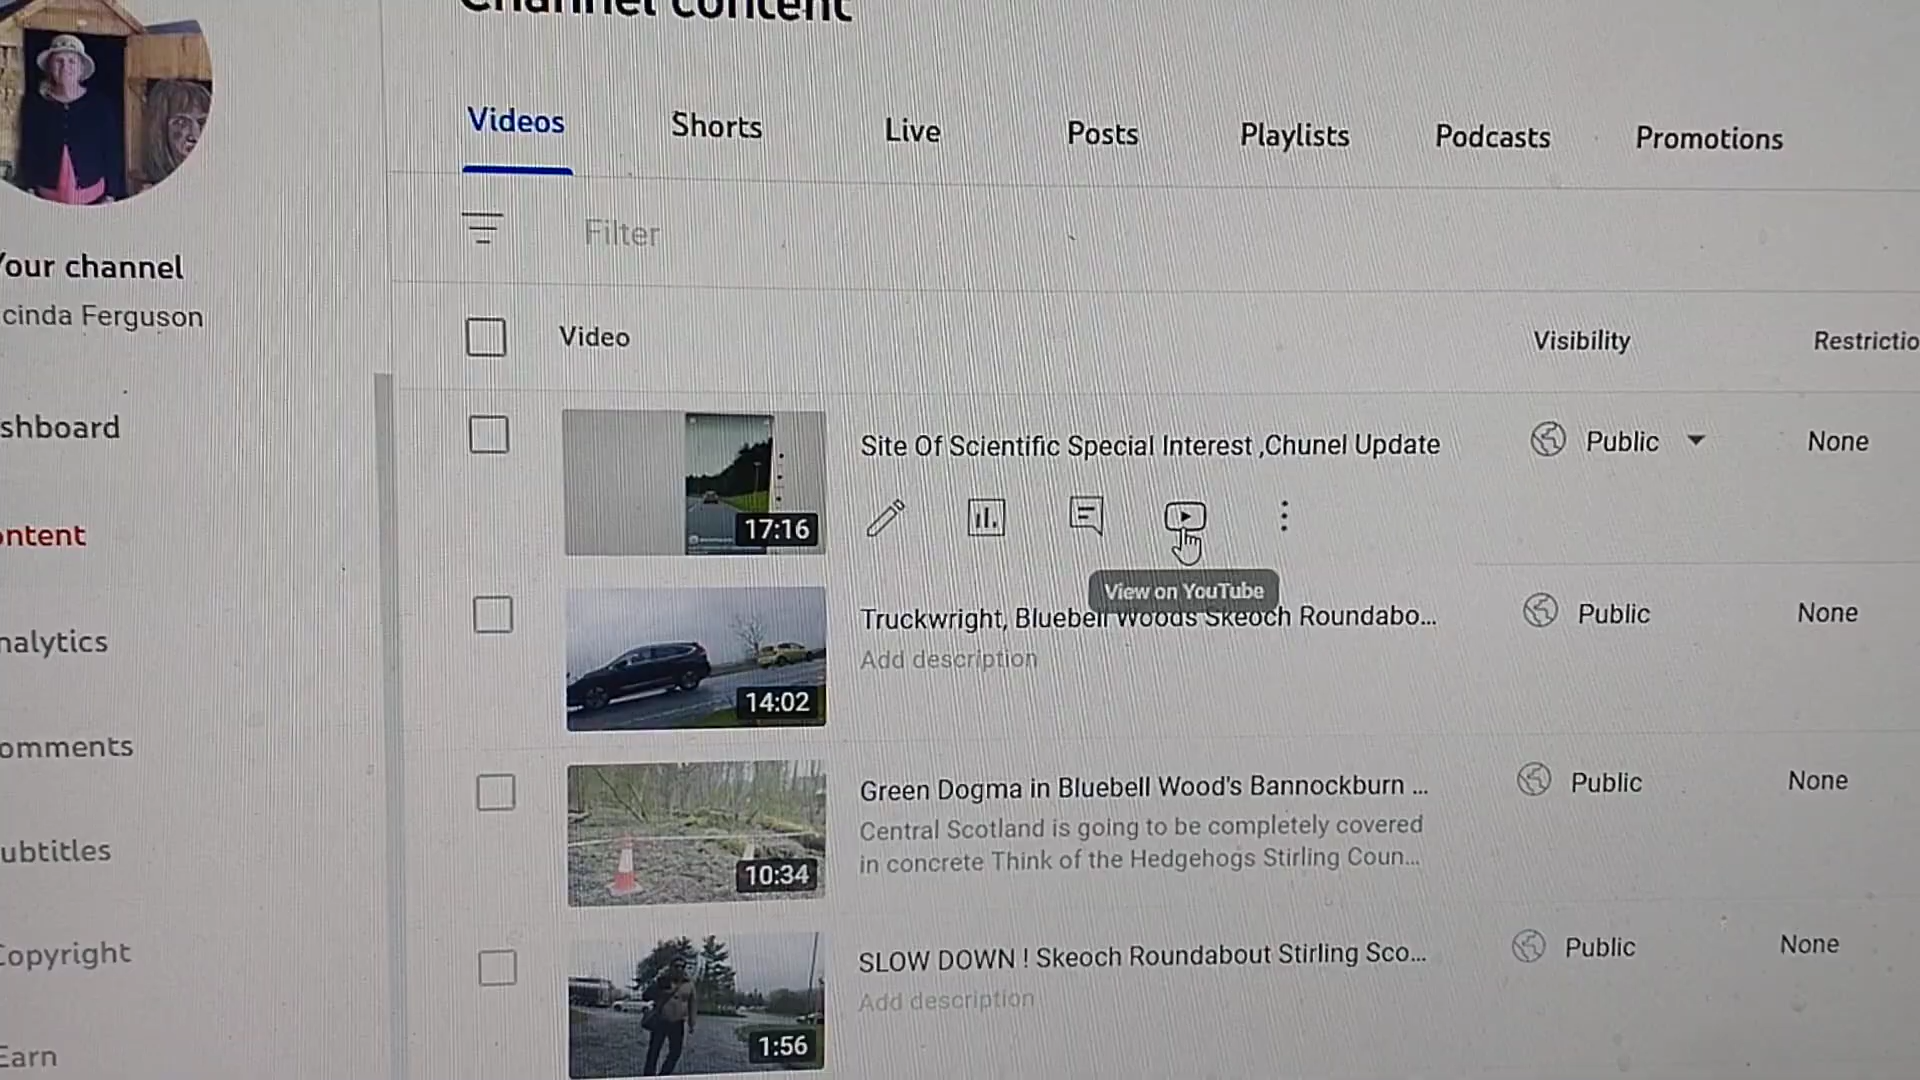 Channel content
Videos Shorts Live Posts Playlists Podcasts Promotions
Filter
Your channel
cinda Ferguson
Video Visibility Restrictio
shboard
ntent
nalytics
omments
ubtitles
Copyright
Earn
17:16
Site Of Scientific Special Interest ,Chunel Update
Public None
View on YouTube
14:02
Truckwright, Bluebell Woods Skeoch Roundabo...
Add description
Public None
10:34
Green Dogma in Bluebell Wood's Bannockburn ...
Central Scotland is going to be completely covered
in concrete Think of the Hedgehogs Stirling Coun...
Public None
1:56
SLOW DOWN ! Skeoch Roundabout Stirling Sco...
Add description
Public None